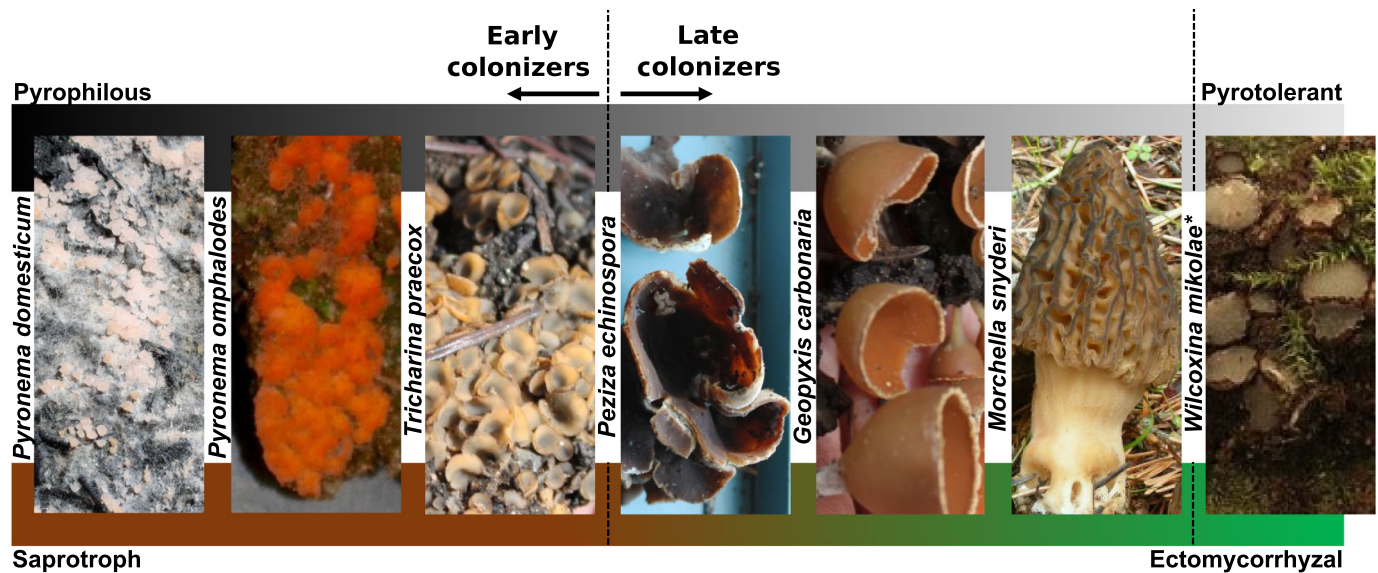 Early
colonizers
Late
colonizers
Pyrophilous
Pyrotolerant
Pyronema domesticum
Pyronema omphalodes
Tricharina praecox
Peziza echinospora
Geopyxis carbonaria
Morchella snyderi
Wilcoxina mikolae*
Saprotroph
Ectomycorrhyzal